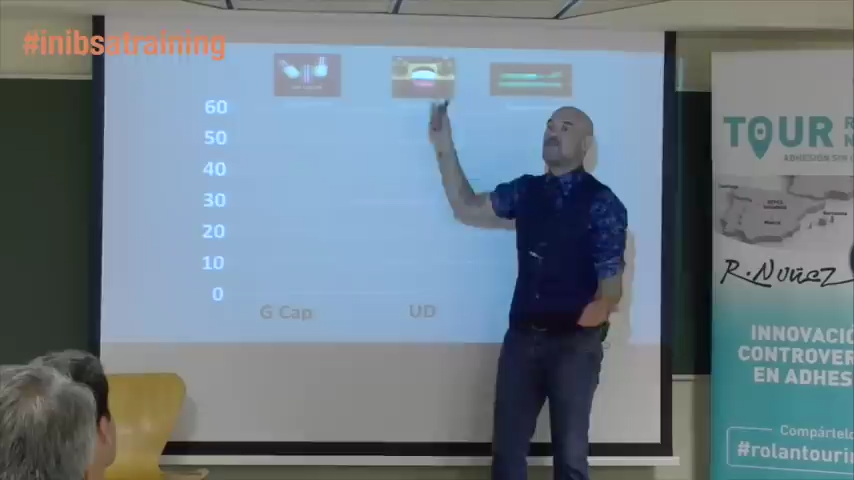 #inibsatraining
60
50
40
30
20
10
0
G Cap
UD
TOUR R
N
ADHESIÓN SIN
R. Nuñez
INNOVACIÓ
CONTROVER
EN ADHES
Compártelo
#rolantourin